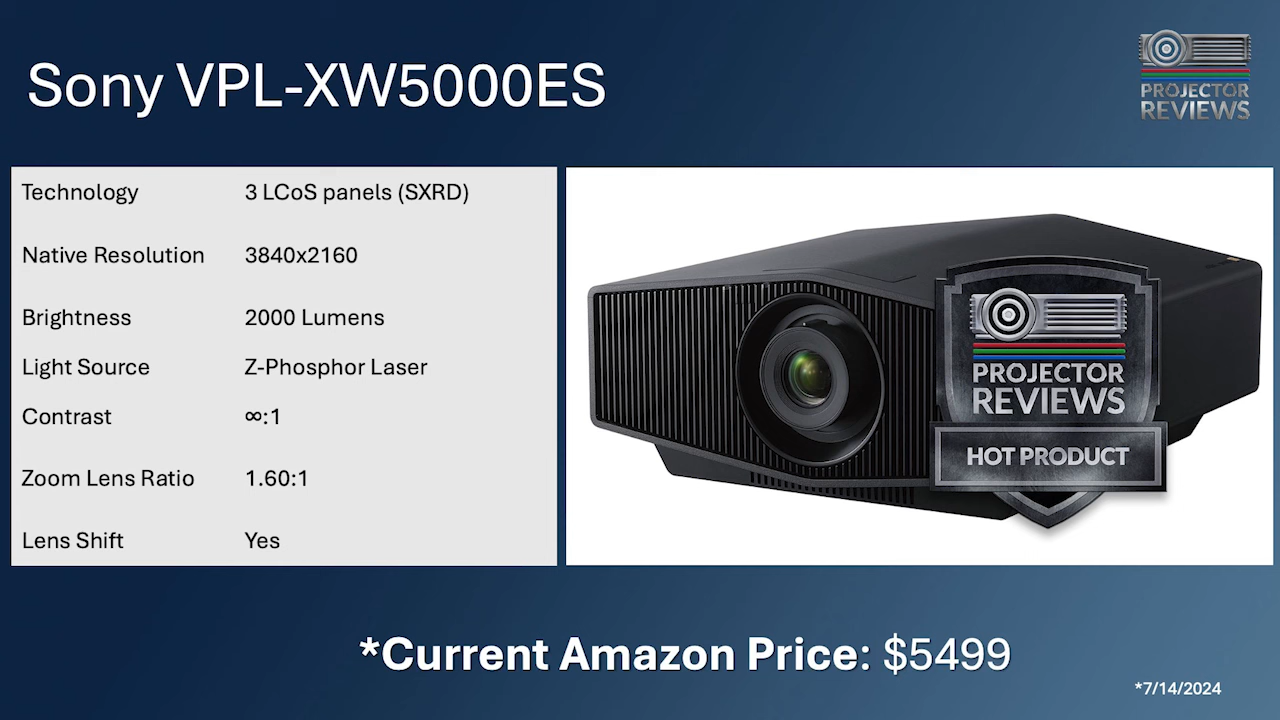 Sony VPL-XW5000ES
PROJECTOR
REVIEWS
Technology 3 LCoS panels (SXRD)
Native Resolution 3840x2160
Brightness 2000 Lumens
Light Source Z-Phosphor Laser
Contrast ∞:1
Zoom Lens Ratio 1.60:1
Lens Shift Yes
PROJECTOR
REVIEWS
HOT PRODUCT
*Current Amazon Price: $5499
*7/14/2024